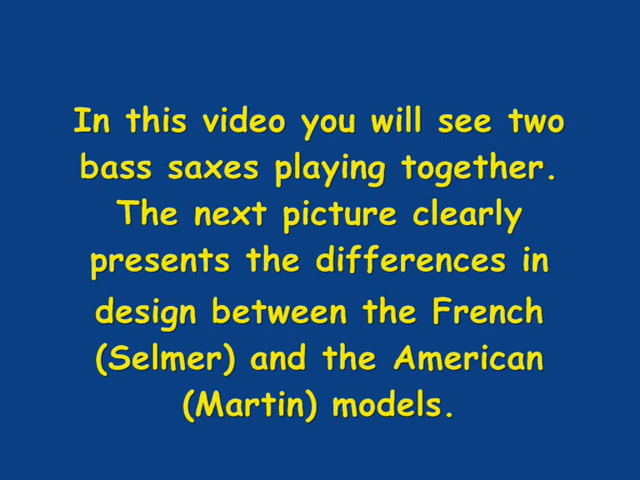 In this video you will see two
bass saxes playing together.
The next picture clearly
presents the differences in
design between the French
(Selmer) and the American
(Martin) models.